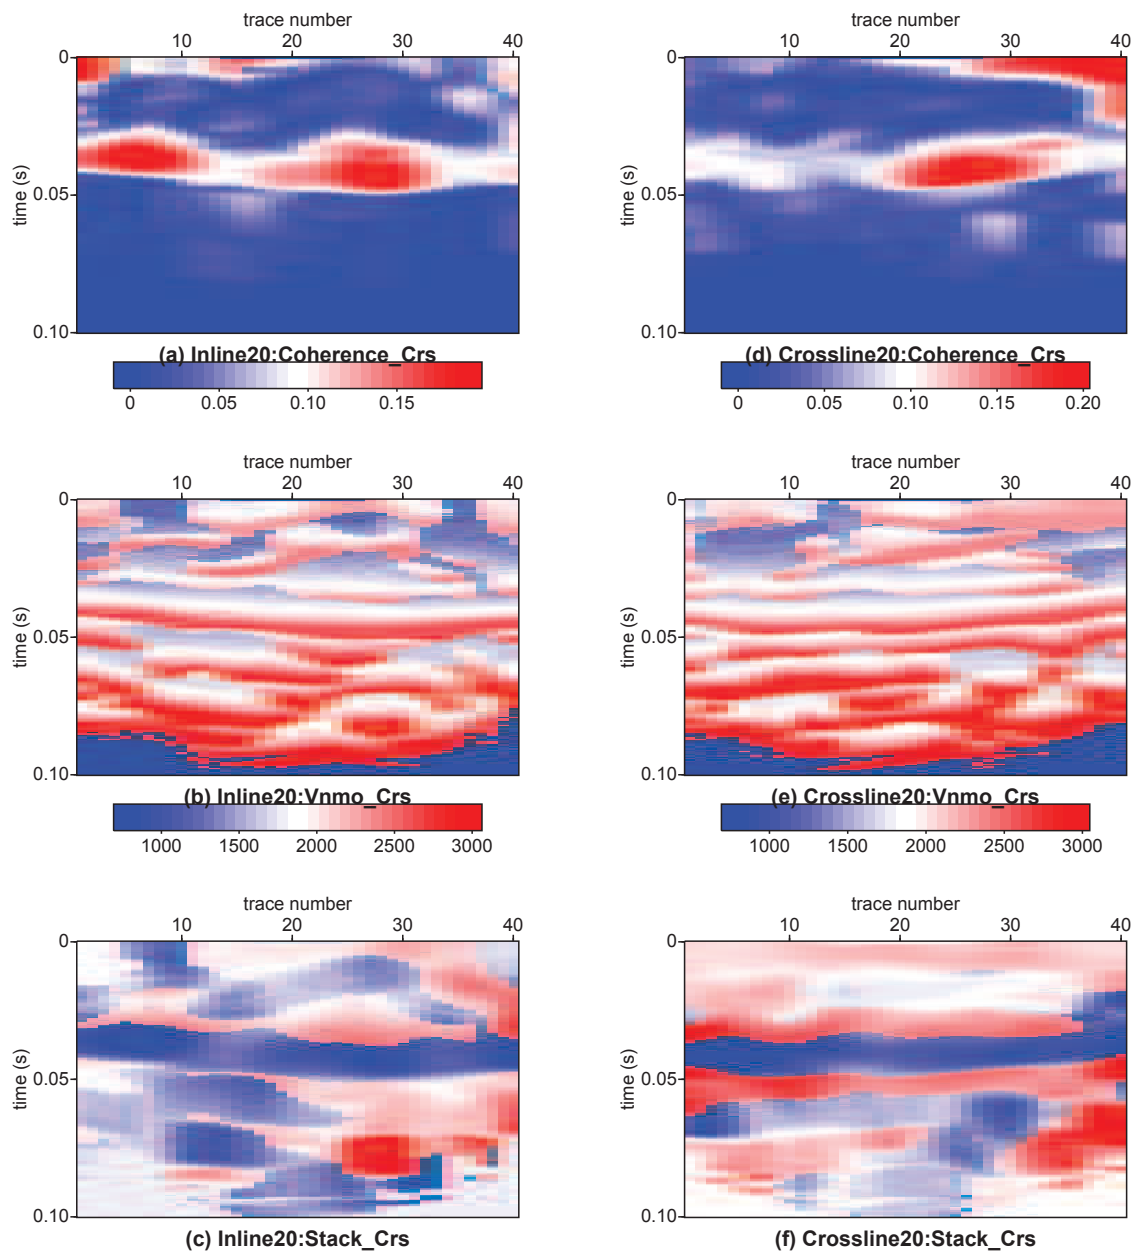 trace number
10 20 30 40
0
time (s)
0.05
0.10
(a) Inline20:Coherence_Crs
0 0.05 0.10 0.15
trace number
10 20 30 40
0
time (s)
0.05
0.10
(d) Crossline20:Coherence_Crs
0 0.05 0.10 0.15 0.20
trace number
10 20 30 40
0
time (s)
0.05
0.10
(b) Inline20:Vnmo_Crs
1000 1500 2000 2500 3000
trace number
10 20 30 40
0
time (s)
0.05
0.10
(e) Crossline20:Vnmo_Crs
1000 1500 2000 2500 3000
trace number
10 20 30 40
0
time (s)
0.05
0.10
(c) Inline20:Stack_Crs
trace number
10 20 30 40
0
time (s)
0.05
0.10
(f) Crossline20:Stack_Crs